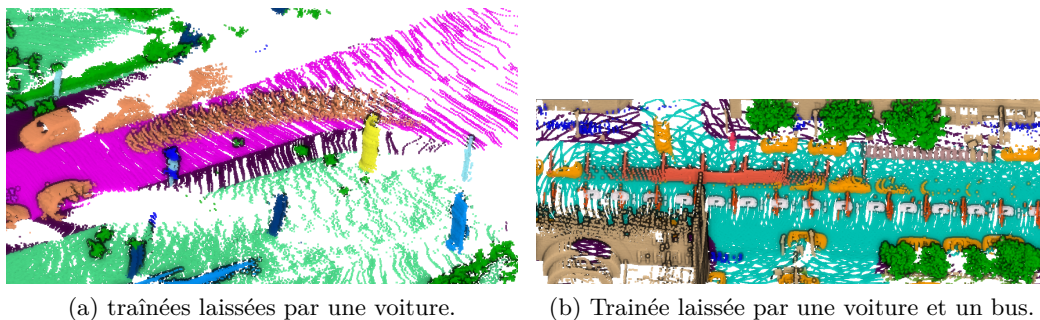 (a) traînées laissées par une voiture.
(b) Trainée laissée par une voiture et un bus.